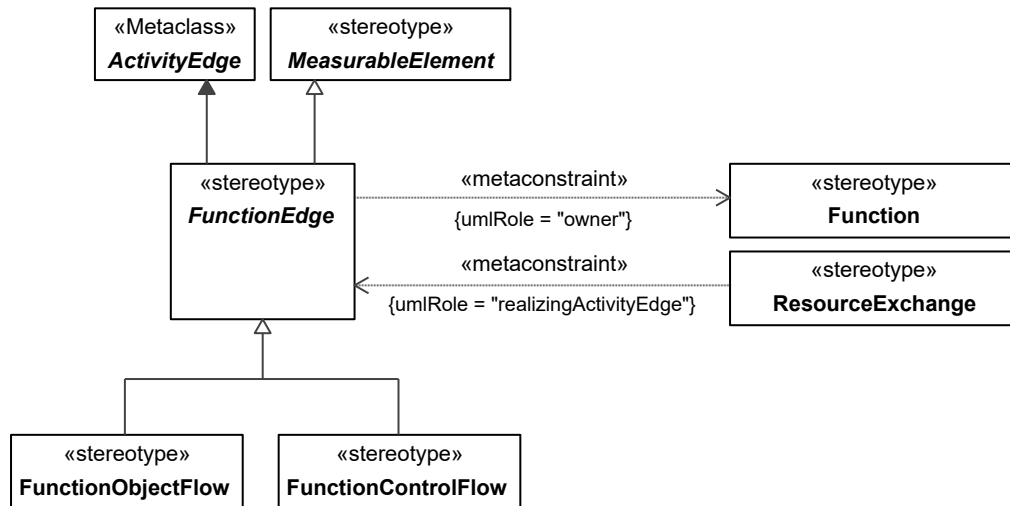 «Metaclass»
ActivityEdge
«stereotype»
MeasurableElement
«stereotype»
FunctionEdge
«metaconstraint»
{umlRole = "owner"}
«stereotype»
Function
«metaconstraint»
{umlRole = "realizingActivityEdge"}
«stereotype»
ResourceExchange
«stereotype»
FunctionObjectFlow
«stereotype»
FunctionControlFlow